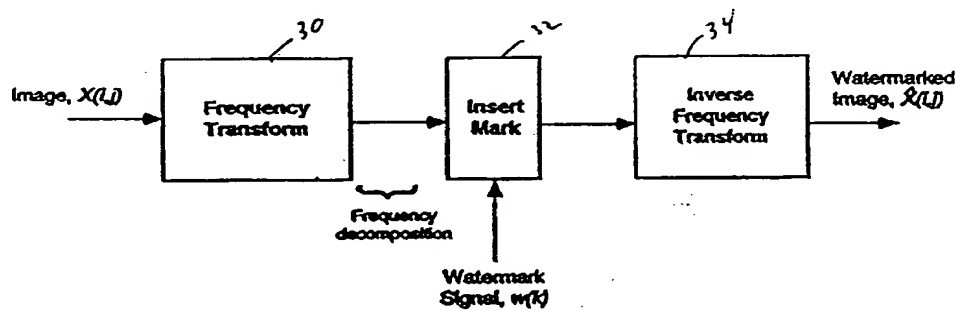 30
32
34
Image, X(i,j)
Frequency
Transform
Insert
Mark
Inverse
Frequency
Transform
Watermarked
Image, X̂(i,j)
Frequency
decomposition
Watermark
Signal, w(k)